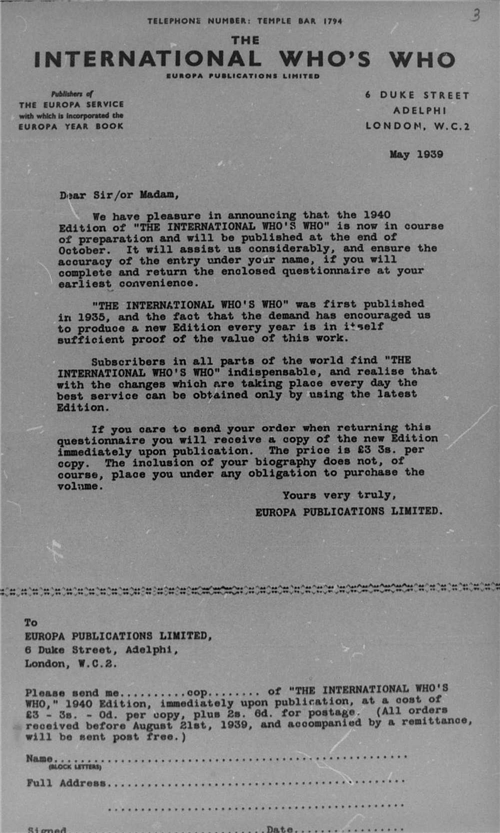 3
TELEPHONE NUMBER: TEMPLE BAR 1794
THE
INTERNATIONAL WHO'S WHO
EUROPA PUBLICATIONS LIMITED
Publishers of
THE EUROPA SERVICE
with which is incorporated the
EUROPA YEAR BOOK
6 DUKE STREET
ADELPHI
LONDON, W.C.2
May 1939
Dear Sir/or Madam,
We have pleasure in announcing that the 1940
Edition of "THE INTERNATIONAL WHO'S WHO" is now in course
of preparation and will be published at the end of
October. It will assist us considerably, and ensure the
accuracy of the entry under your name, if you will
complete and return the enclosed questionnaire at your
earliest convenience.
"THE INTERNATIONAL WHO'S WHO" was first published
in 1935, and the fact that the demand has encouraged us
to produce a new Edition every year is in itself
sufficient proof of the value of this work.
Subscribers in all parts of the world find "THE
INTERNATIONAL WHO'S WHO" indispensable, and realise that
with the changes which are taking place every day the
best service can be obtained only by using the latest
Edition.
If you care to send your order when returning this
questionnaire you will receive a copy of the new Edition
immediately upon publication. The price is £3 3s. per
copy. The inclusion of your biography does not, of
course, place you under any obligation to purchase the
volume.
Yours very truly,
EUROPA PUBLICATIONS LIMITED.
To
EUROPA PUBLICATIONS LIMITED,
6 Duke Street, Adelphi,
London, W.C.2.
Please send me..........cop........ of "THE INTERNATIONAL WHO'S
WHO," 1940 Edition, immediately upon publication, at a cost of
£3 - 3s. - 0d. per copy, plus 2s. 6d. for postage. (All orders
received before August 21st, 1939, and accompanied by a remittance,
will be sent post free.)
Name..................................................
(BLOCK LETTERS)
Full Address..........................................
..........................................
Signed Date................